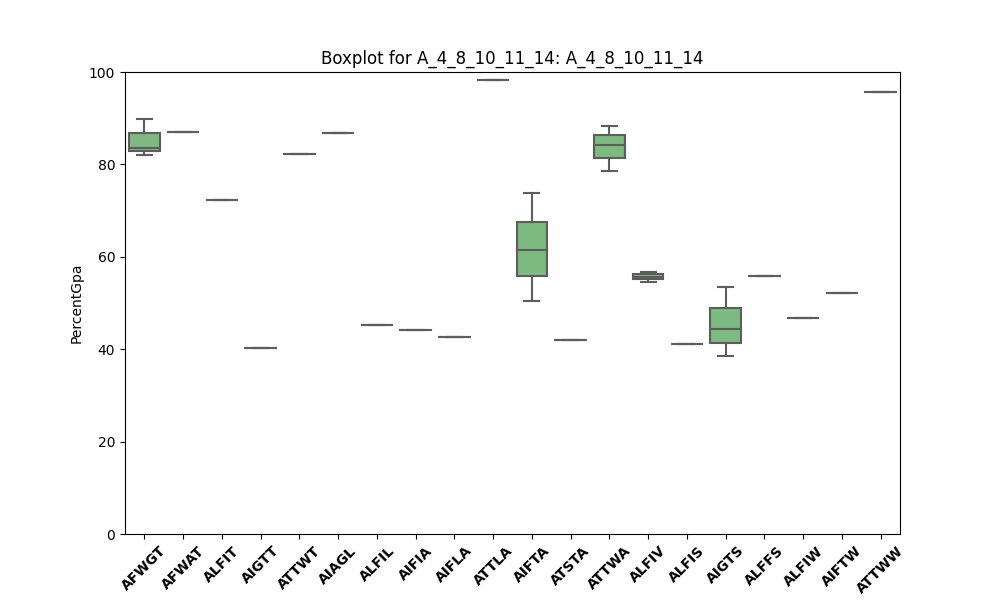 Boxplot for A_4_8_10_11_14: A_4_8_10_11_14
100
80
60
40
20
0
PercentGpa
AFWGT AFWAT ALFIT AIGTT ATTWT AIAGL ALFIL AIFIA AIFLA ATTLA AIFTA ATSTA ATTWA ALFIV ALFIS AIGTS ALFFS ALFIW AIFTW ATTWW